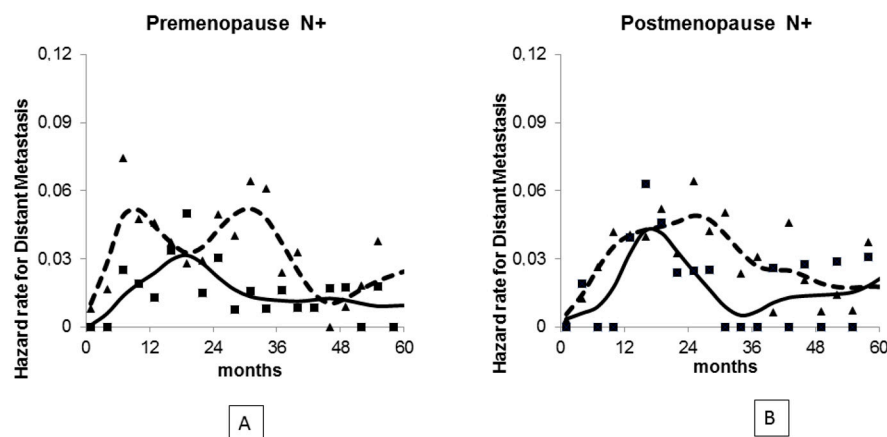 Premenopause N+
Hazard rate for Distant Metastasis
0.12
0.09
0.06
0.03
0
0 12 24 36 48 60
months
A
Postmenopause N+
Hazard rate for Distant Metastasis
0.12
0.09
0.06
0.03
0
0 12 24 36 48 60
months
B